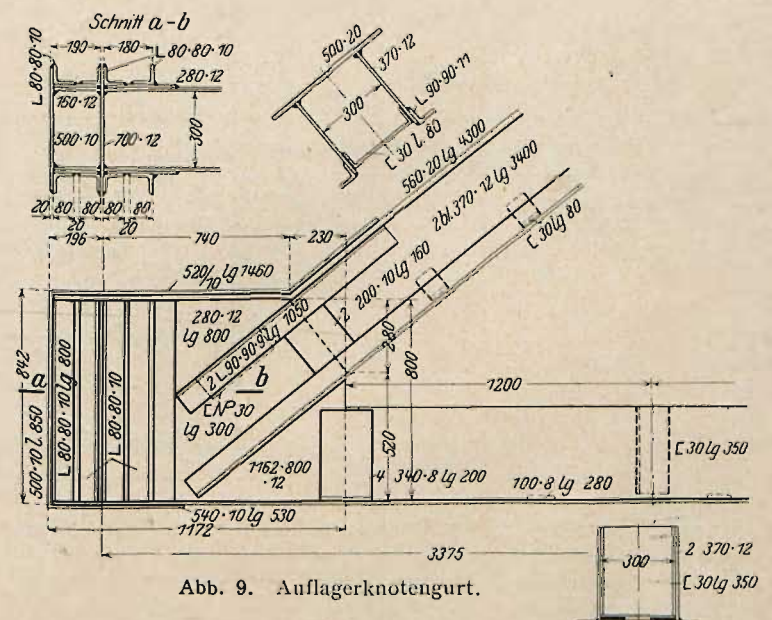 Schnitt a-b
190 180
L 80·80·10
L 80·80·10
280·12
160·12
500·10
700·12
300
20 80 80 80 80
20 20
500·20
370·12
L 90·90·11
300
[30 l. 80
560·20 lg 4300
2 bl. 370·12 lg 3400
[30 lg 80
196 740 230
520/10 lg 1460
280·12
lg 800
2 L 90·90·9 lg 1050
2 200·10 lg 160
280
800
842
a b
500·10 l. 850
L 80·80·10 lg 800
L 80·80·10
[NP 30
lg 300
1200
520
[30 lg 350
1162·800
·12
4 340·8 lg 200
100·8 lg 280
540·10 lg 530
1172
3375
300
2 370·12
[30 lg 350
Abb. 9. Auflagerknotengurt.